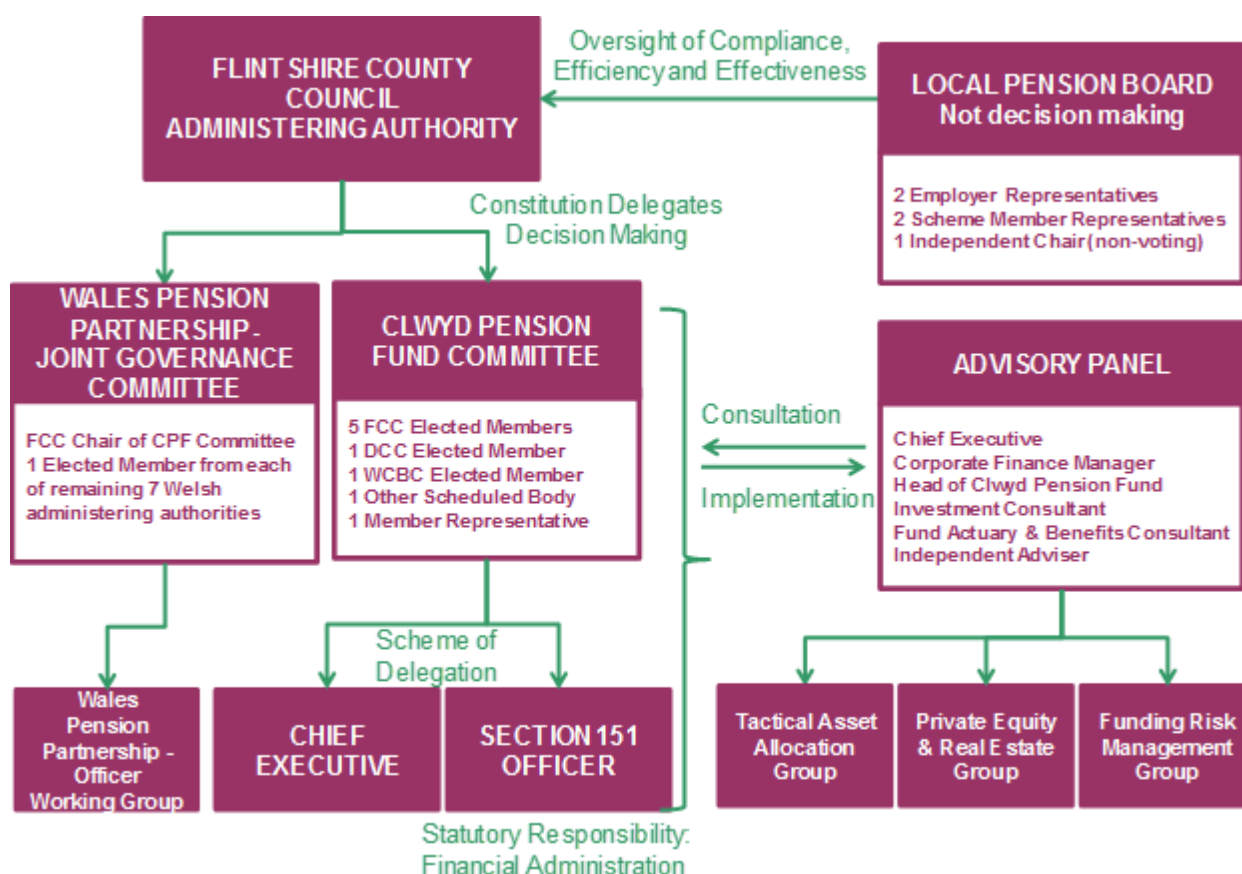 FLINT SHIRE COUNTY
COUNCIL
ADMINISTERING AUTHORITY
Oversight of Compliance,
Efficiency and Effectiveness
LOCAL PENSION BOARD
Not decision making
2 Employer Representatives
2 Scheme Member Representatives
1 Independent Chair (non-voting)
Constitution Delegates
Decision Making
WALES PENSION
PARTNERSHIP -
JOINT GOVERNANCE
COMMITTEE
FCC Chair of CPF Committee
1 Elected Member from each
of remaining 7 Welsh
administering authorities
CLWYD PENSION
FUND COMMITTEE
5 FCC Elected Members
1 DCC Elected Member
1 WCBC Elected Member
1 Other Scheduled Body
1 Member Representative
Consultation
Implementation
ADVISORY PANEL
Chief Executive
Corporate Finance Manager
Head of Clwyd Pension Fund
Investment Consultant
Fund Actuary & Benefits Consultant
Independent Adviser
Scheme of
Delegation
Wales
Pension
Partnership -
Officer
Working Group
CHIEF
EXECUTIVE
SECTION 151
OFFICER
Tactical Asset
Allocation
Group
Private Equity
& Real Estate
Group
Funding Risk
Management
Group
Statutory Responsibility:
Financial Administration